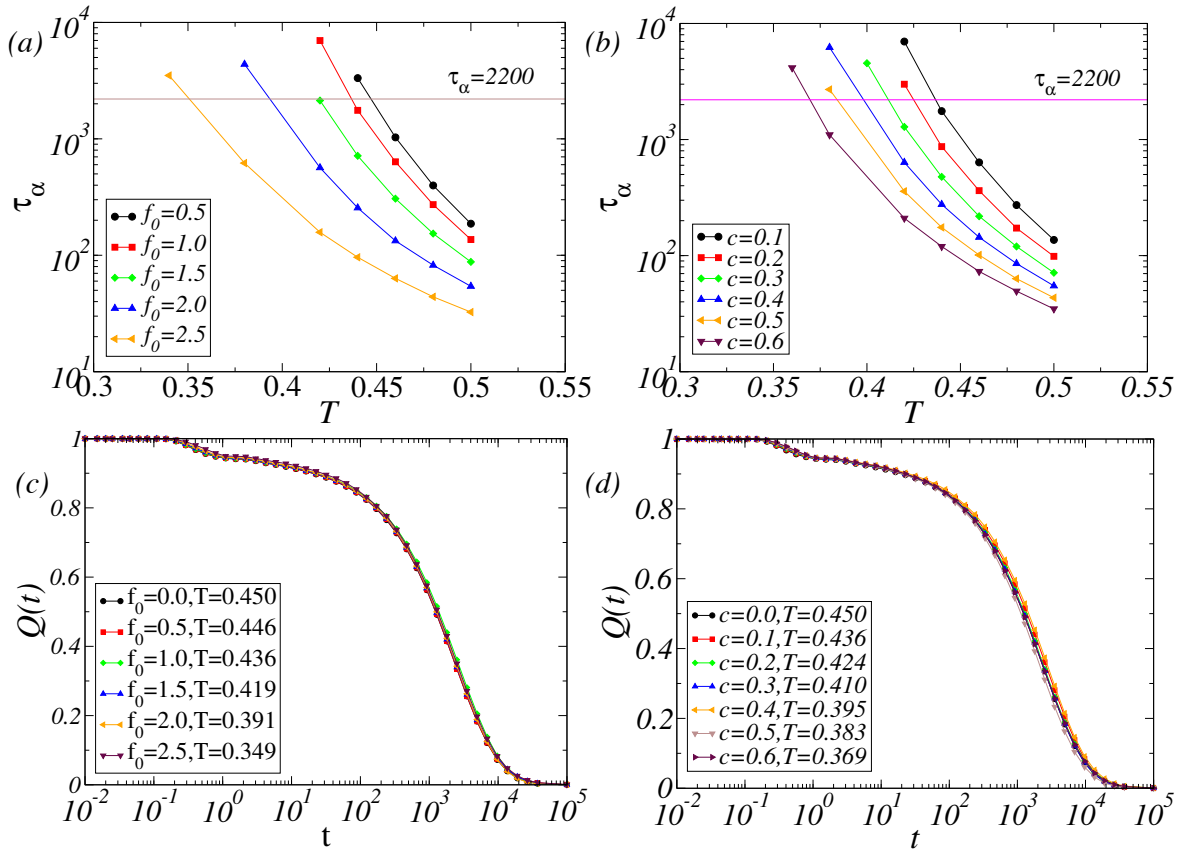 (a)
10^4
10^3
10^2
10^1
τ_α
τ_α=2200
f_0=0.5
f_0=1.0
f_0=1.5
f_0=2.0
f_0=2.5
0.3 0.35 0.4 0.45 0.5 0.55
T
(b)
10^4
10^3
10^2
10^1
τ_α
τ_α=2200
c=0.1
c=0.2
c=0.3
c=0.4
c=0.5
c=0.6
0.3 0.35 0.4 0.45 0.5 0.55
T
(c)
1
0.8
0.6
0.4
0.2
0
Q(t)
f_0=0.0,T=0.450
f_0=0.5,T=0.446
f_0=1.0,T=0.436
f_0=1.5,T=0.419
f_0=2.0,T=0.391
f_0=2.5,T=0.349
10^-2 10^-1 10^0 10^1 10^2 10^3 10^4 10^5
t
(d)
1
0.8
0.6
0.4
0.2
0
Q(t)
c=0.0,T=0.450
c=0.1,T=0.436
c=0.2,T=0.424
c=0.3,T=0.410
c=0.4,T=0.395
c=0.5,T=0.383
c=0.6,T=0.369
10^-2 10^-1 10^0 10^1 10^2 10^3 10^4 10^5
t